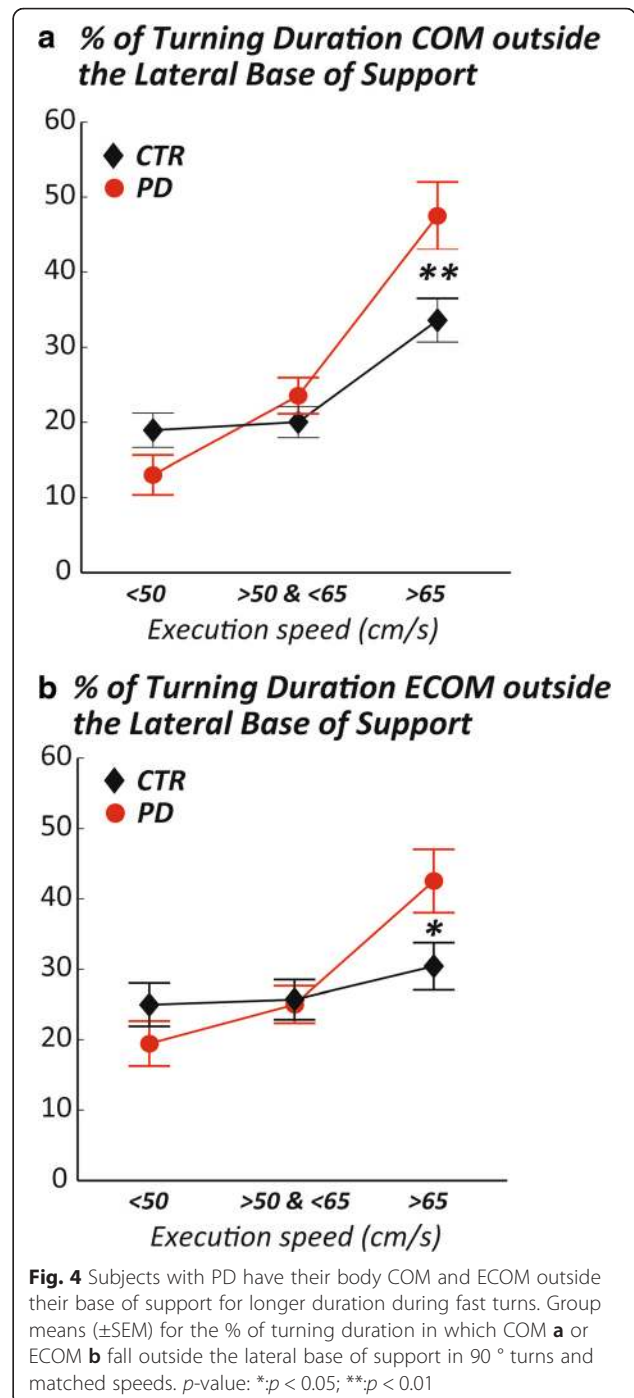 a % of Turning Duration COM outside
the Lateral Base of Support
60
50
40
30
20
10
0
CTR
PD
**
<50 >50 & <65 >65
Execution speed (cm/s)
b % of Turning Duration ECOM outside
the Lateral Base of Support
60
50
40
30
20
10
0
CTR
PD
*
<50 >50 & <65 >65
Execution speed (cm/s)
Fig. 4 Subjects with PD have their body COM and ECOM outside
their base of support for longer duration during fast turns. Group
means (±SEM) for the % of turning duration in which COM a or
ECOM b fall outside the lateral base of support in 90 ° turns and
matched speeds. p-value: *:p < 0.05; **:p < 0.01